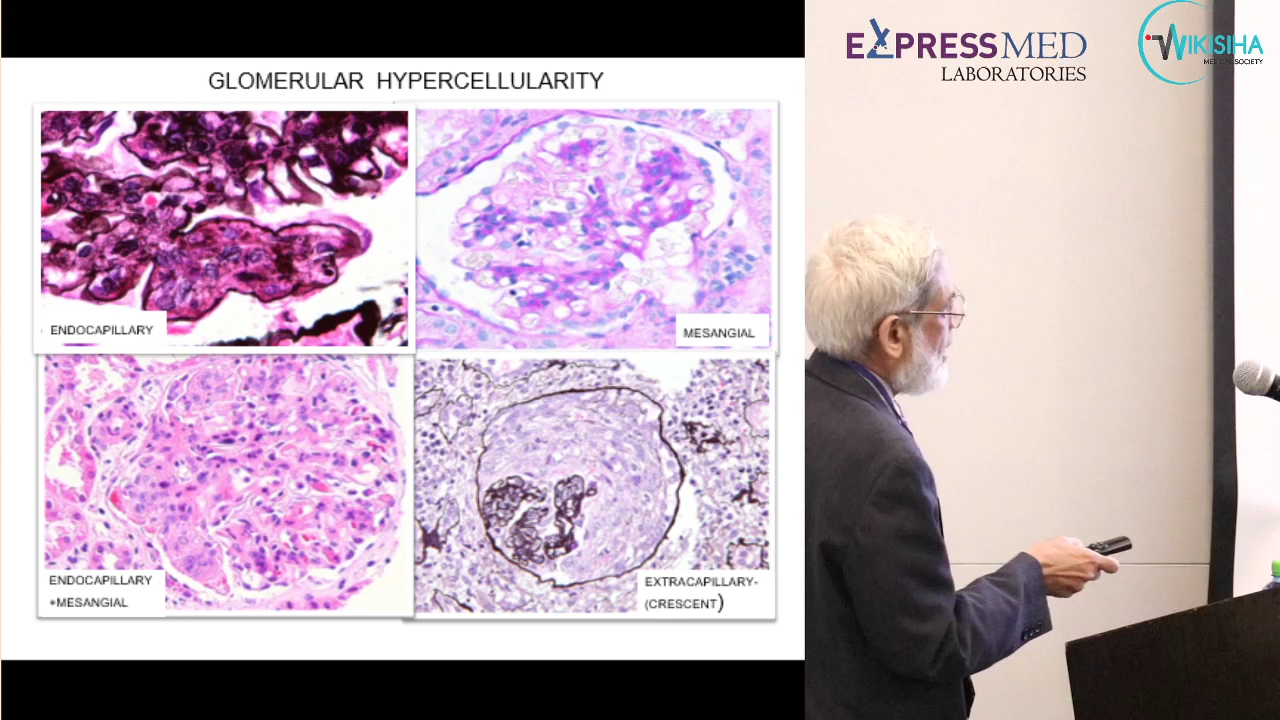 GLOMERULAR HYPERCELLULARITY
ENDOCAPILLARY
MESANGIAL
ENDOCAPILLARY
+MESANGIAL
EXTRACAPILLARY-
(CRESCENT)
EXPRESSMED
LABORATORIES
WIKISIHA